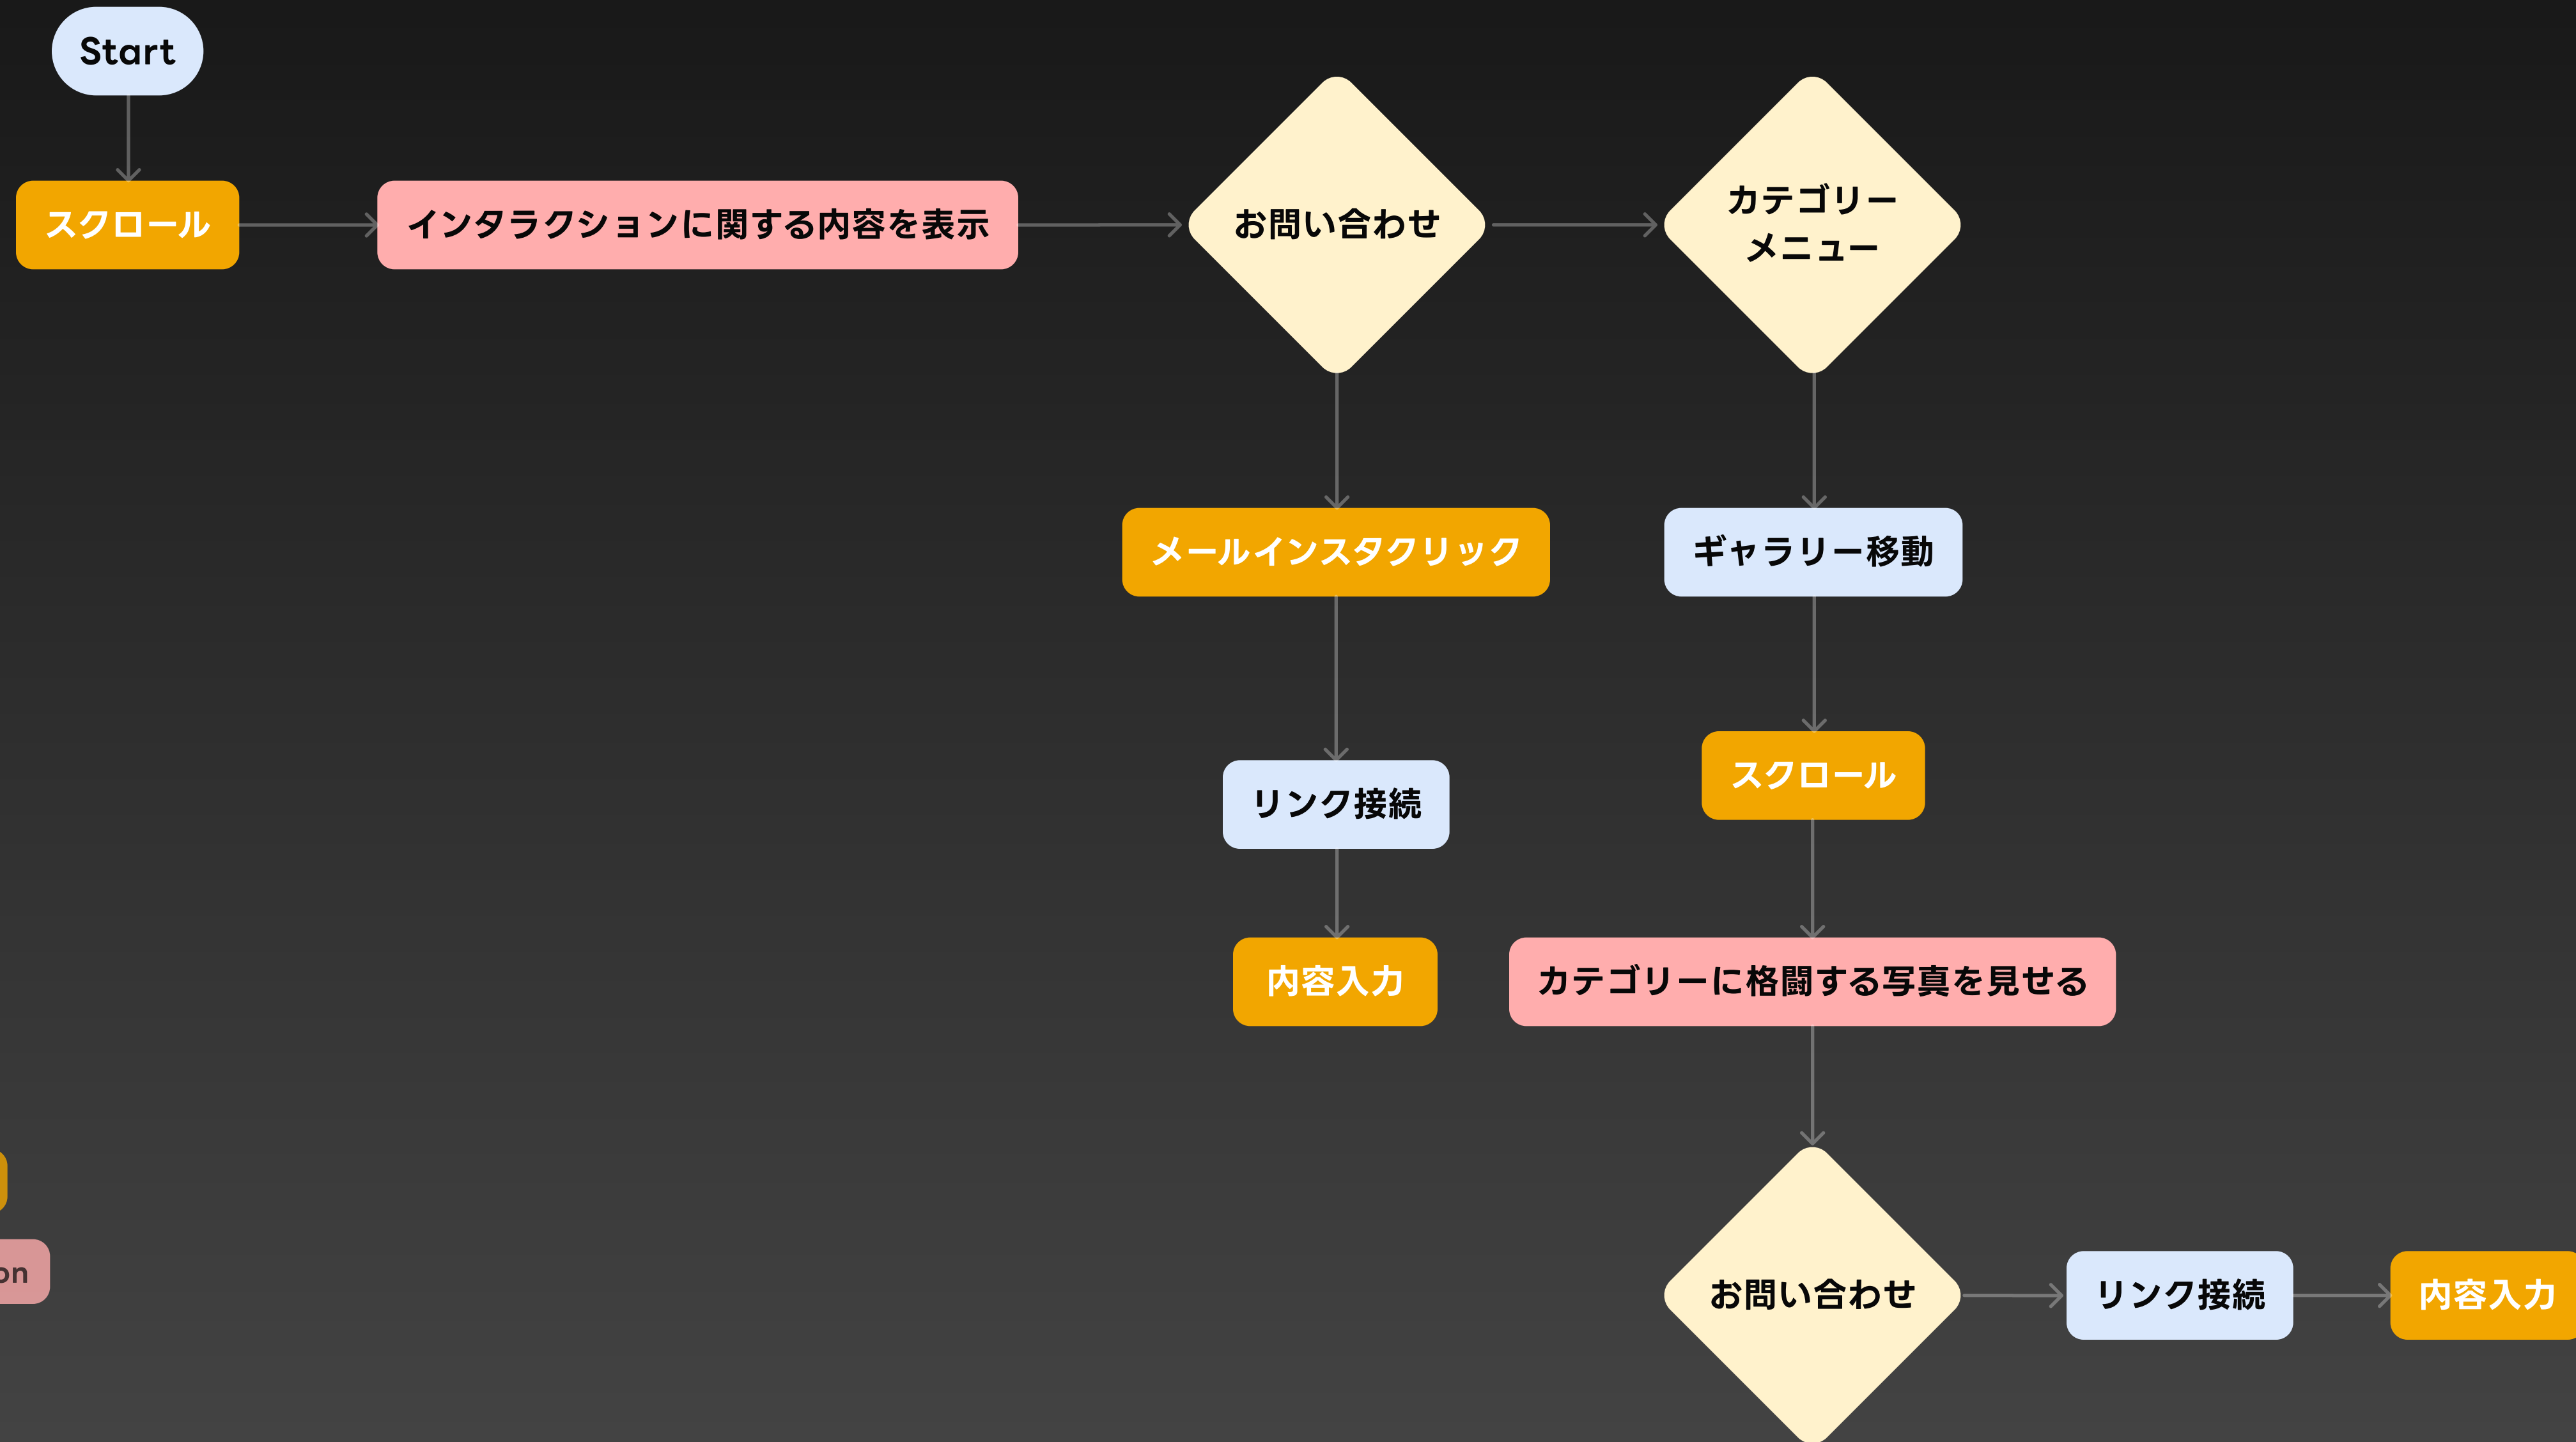 Start
スクロール
インタラクションに関する内容を表示
お問い合わせ
カテゴリー
メニュー
メールインスタクリック
ギャラリー移動
リンク接続
スクロール
内容入力
カテゴリーに格闘する写真を見せる
on
お問い合わせ
リンク接続
内容入力